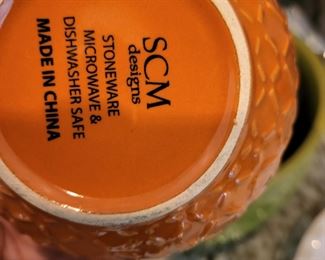 SCM
designs
STONEWARE
MICROWAVE &
DISHWASHER SAFE
MADE IN CHINA